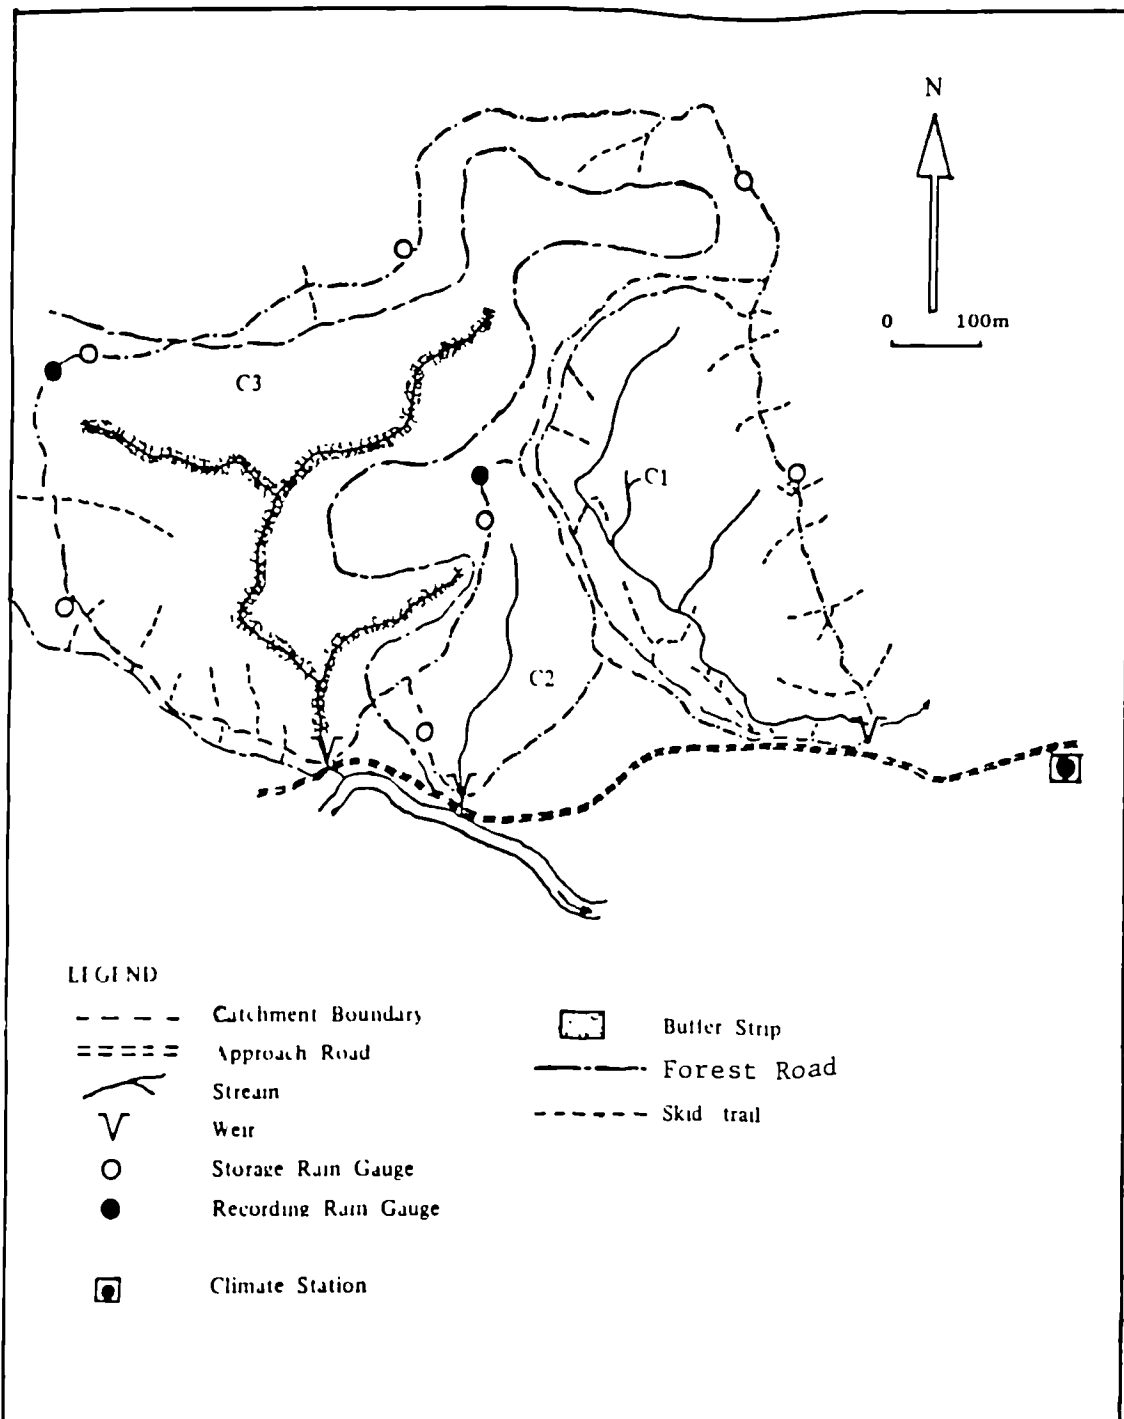 N
0 100m
C3
C1
C2
LEGEND
Catchment Boundary
Approach Road
Stream
Weir
Storage Rain Gauge
Recording Rain Gauge
Climate Station
Buffer Strip
Forest Road
Skid trail